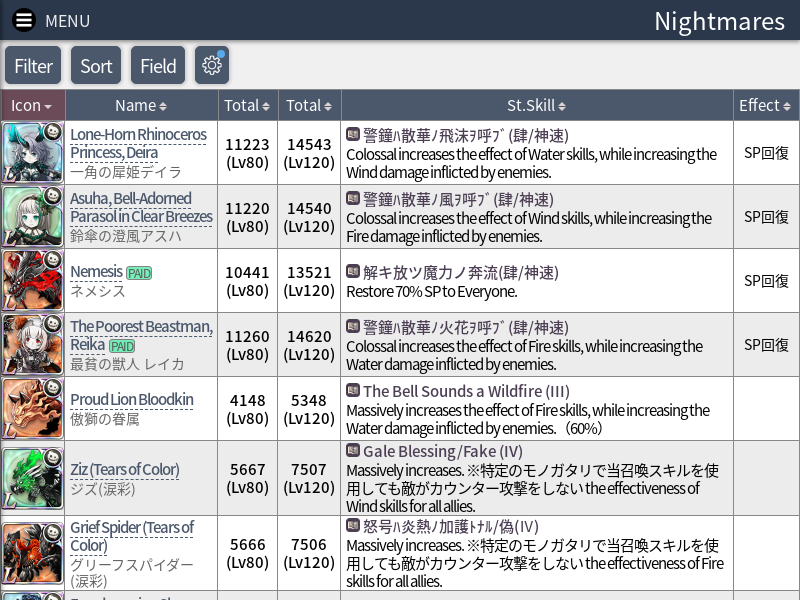 MENU
Nightmares
Filter
Sort
Field
Icon
Name
Total
Total
St.Skill
Effect
Lone-Horn Rhinoceros
Princess, Deira
一角の犀姫デイラ
11223
(Lv80)
14543
(Lv120)
警鐘ﾊ散華ﾉ飛沫ｦ呼ﾌﾞ(肆/神速)
Colossal increases the effect of Water skills, while increasing the
Wind damage inflicted by enemies.
SP回復
Asuha, Bell-Adorned
Parasol in Clear Breezes
鈴傘の澄風アスハ
11220
(Lv80)
14540
(Lv120)
警鐘ﾊ散華ﾉ風ｦ呼ﾌﾞ(肆/神速)
Colossal increases the effect of Wind skills, while increasing the
Fire damage inflicted by enemies.
SP回復
Nemesis PAID
ネメシス
10441
(Lv80)
13521
(Lv120)
解キ放ツ魔力ノ奔流(肆/神速)
Restore 70% SP to Everyone.
SP回復
The Poorest Beastman,
Reika PAID
最貧の獣人 レイカ
11260
(Lv80)
14620
(Lv120)
警鐘ﾊ散華ﾉ火花ｦ呼ﾌﾞ(肆/神速)
Colossal increases the effect of Fire skills, while increasing the
Water damage inflicted by enemies.
SP回復
Proud Lion Bloodkin
傲獅の眷属
4148
(Lv80)
5348
(Lv120)
The Bell Sounds a Wildfire (III)
Massively increases the effect of Fire skills, while increasing the
Water damage inflicted by enemies.（60%）
Ziz (Tears of Color)
ジズ(涙彩)
5667
(Lv80)
7507
(Lv120)
Gale Blessing/Fake (IV)
Massively increases. ※特定のモノガタリで当召喚スキルを使
用しても敵がカウンター攻撃をしない the effectiveness of
Wind skills for all allies.
Grief Spider (Tears of
Color)
グリーフスパイダー
(涙彩)
5666
(Lv80)
7506
(Lv120)
怒号ﾊ炎熱ﾉ加護ﾄﾅﾙ/偽(IV)
Massively increases. ※特定のモノガタリで当召喚スキルを使
用しても敵がカウンター攻撃をしない the effectiveness of Fire
skills for all allies.